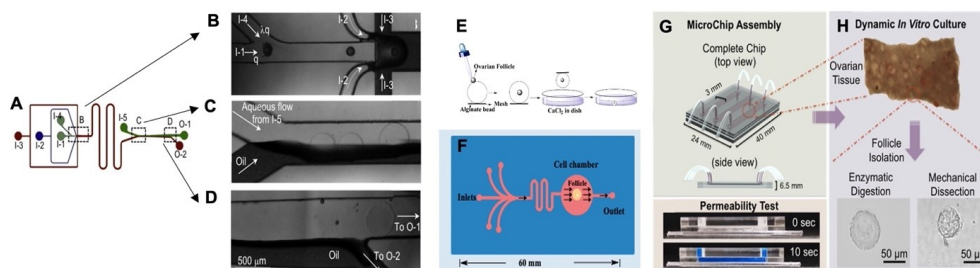 A
I-3
I-2
I-4
I-1
B
I-5
C
D
O-1
O-2
B
I-4
λq
I-2
I-3
I-1
q
I-2
I-3
C
Aqueous flow
from I-5
Oil
D
To O-1
500 µm
Oil
To O-2
E
Ovarian Follicle
Alginate bead
Mesh
CaCl2 in dish
F
Cell chamber
Follicle
Inlets
Outlet
60 mm
G
MicroChip Assembly
Complete Chip
(top view)
3 mm
24 mm
40 mm
(side view)
6.5 mm
Permeability Test
0 sec
10 sec
H
Dynamic In Vitro Culture
Ovarian
Tissue
Follicle
Isolation
Enzymatic
Digestion
Mechanical
Dissection
50 µm
50 µm